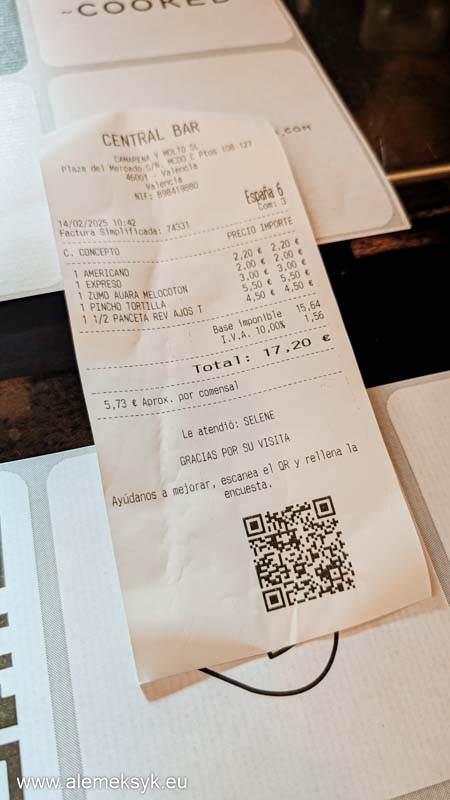 ~COOKED
.COM
CENTRAL BAR
CAMARENA Y MOLTO SL
Plaza del Mercado S/N, MCDO C Ptos 108-127
46001 - Valencia
Valencia
NIF: B98419880
España 6
Com: 3
14/02/2025 10:42
Factura Simplificada: 74331
C. CONCEPTO PRECIO IMPORTE
1 AMERICANO 2,20 € 2,20 €
1 EXPRESO 2,00 € 2,00 €
1 ZUMO AUARA MELOCOTON 3,00 € 3,00 €
1 PINCHO TORTILLA 5,50 € 5,50 €
1 1/2 PANCETA REV AJOS T 4,50 € 4,50 €
Base Imponible 15,64
I.V.A. 10,00% 1,56
Total: 17,20 €
5,73 € Aprox. por comensal
Le atendió: SELENE
GRACIAS POR SU VISITA
Ayúdanos a mejorar, escanea el QR y rellena la
encuesta.
www.alemeksyk.eu